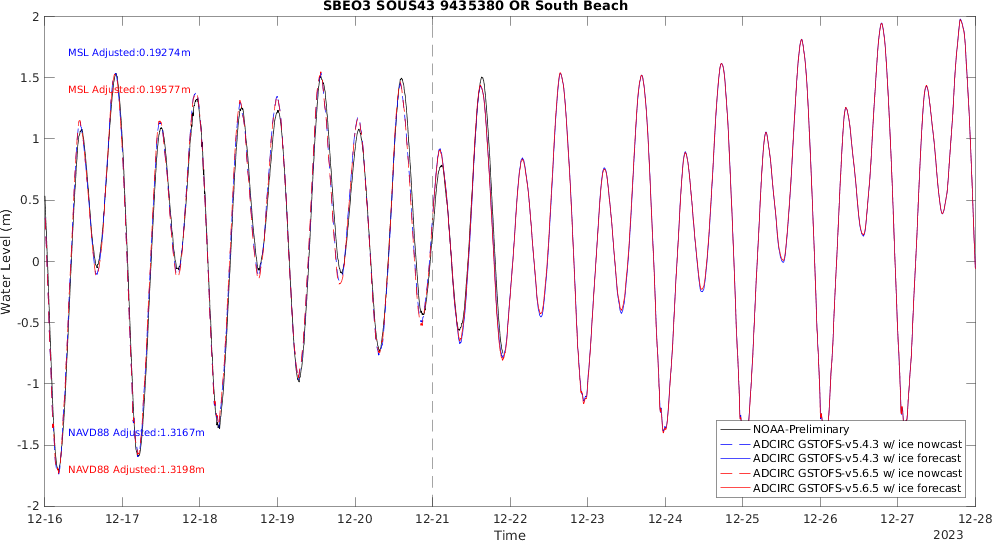 SBEO3 SOUS43 9435380 OR South Beach
2
1.5
1
0.5
0
-0.5
-1
-1.5
-2
Water Level (m)
MSL Adjusted:0.19274m
MSL Adjusted:0.19577m
NAVD88 Adjusted:1.3167m
NAVD88 Adjusted:1.3198m
NOAA-Preliminary
ADCIRC GSTOFS-v5.4.3 w/ ice nowcast
ADCIRC GSTOFS-v5.4.3 w/ ice forecast
ADCIRC GSTOFS-v5.6.5 w/ ice nowcast
ADCIRC GSTOFS-v5.6.5 w/ ice forecast
12-16 12-17 12-18 12-19 12-20 12-21 12-22 12-23 12-24 12-25 12-26 12-27 12-28
Time
2023